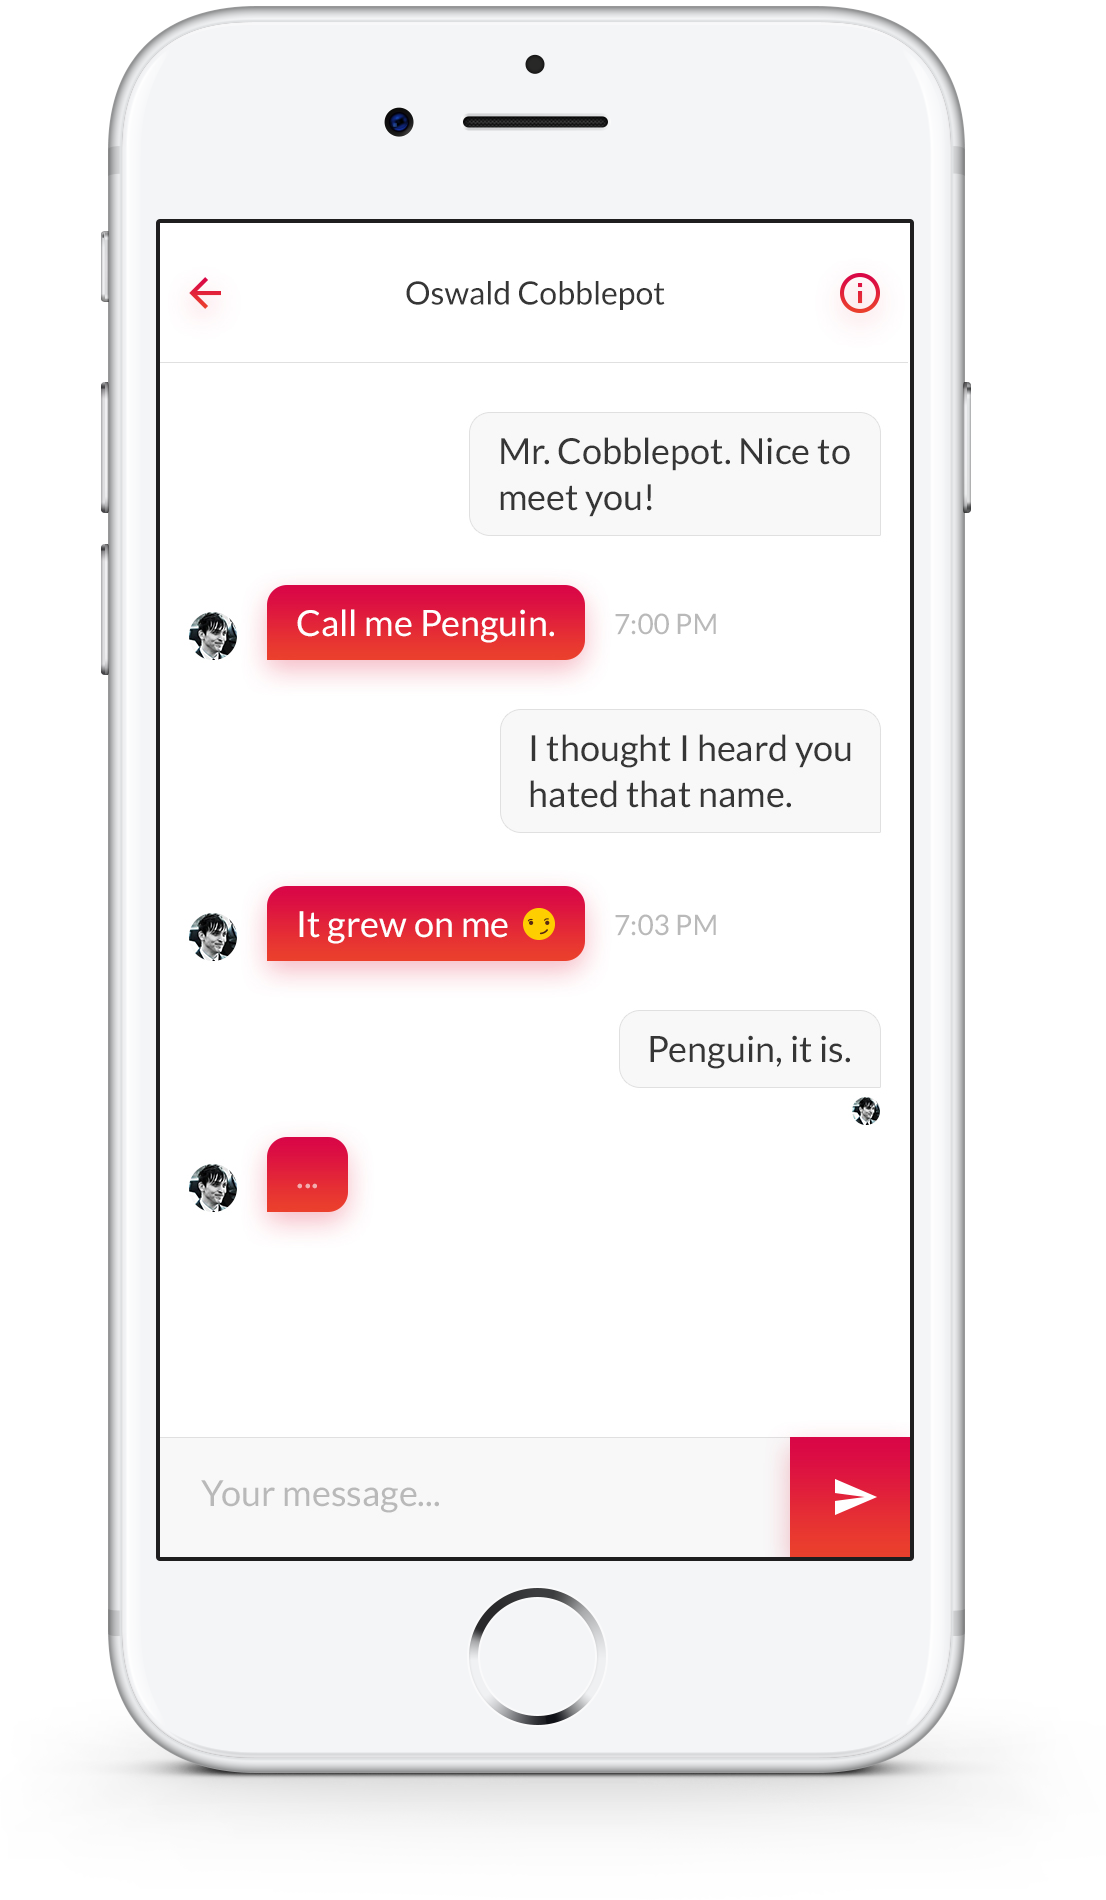 Oswald Cobblepot
Mr. Cobblepot. Nice to
meet you!
Call me Penguin.
7:00 PM
I thought I heard you
hated that name.
It grew on me 😏
7:03 PM
Penguin, it is.
...
Your message...